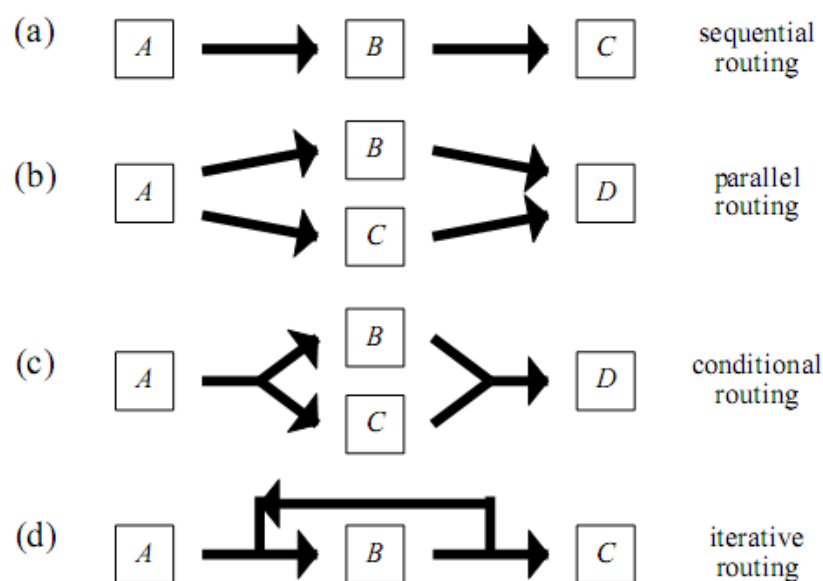 (a) A B C sequential
routing
(b) A B C D parallel
routing
(c) A B C D conditional
routing
(d) A B C iterative
routing